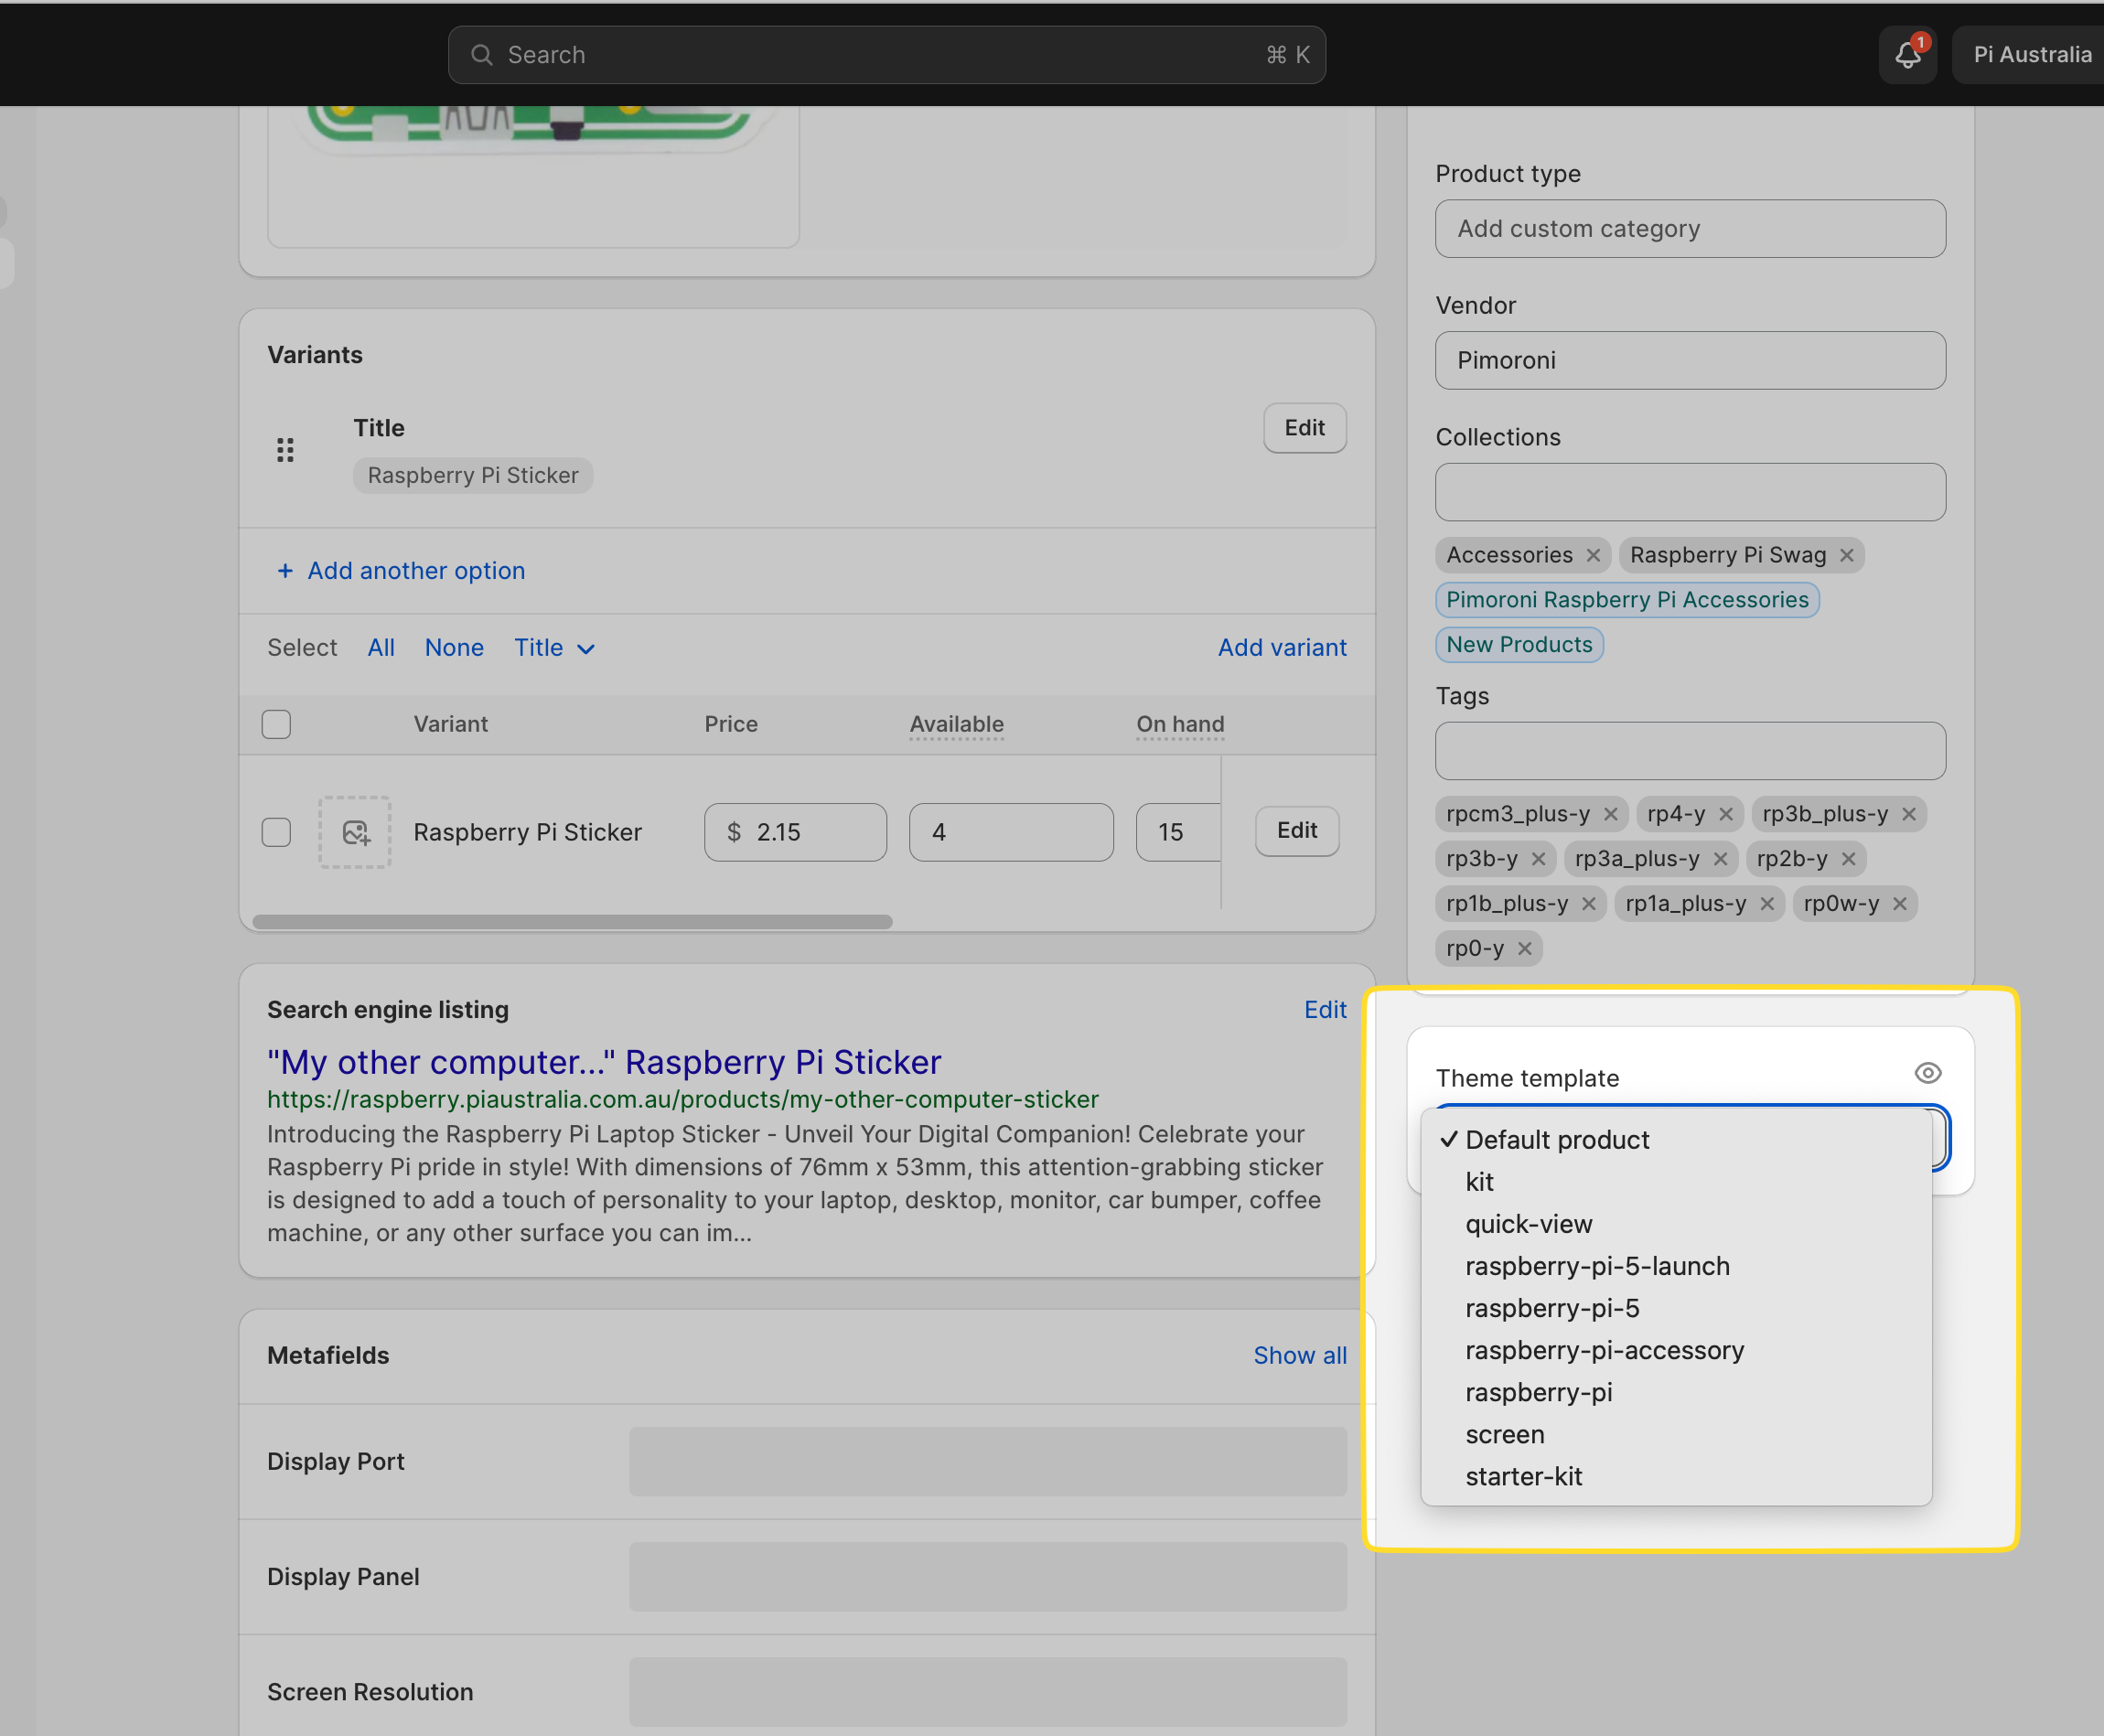 Search
⌘ K
1
Pi Australia
Variants
Title
Edit
Raspberry Pi Sticker
+ Add another option
Select All None Title
Add variant
Variant Price Available On hand
Raspberry Pi Sticker $ 2.15 4 15 Edit
Search engine listing
Edit
"My other computer..." Raspberry Pi Sticker
https://raspberry.piaustralia.com.au/products/my-other-computer-sticker
Introducing the Raspberry Pi Laptop Sticker - Unveil Your Digital Companion! Celebrate your
Raspberry Pi pride in style! With dimensions of 76mm x 53mm, this attention-grabbing sticker
is designed to add a touch of personality to your laptop, desktop, monitor, car bumper, coffee
machine, or any other surface you can im...
Metafields
Show all
Display Port
Display Panel
Screen Resolution
Product type
Add custom category
Vendor
Pimoroni
Collections
Accessories Raspberry Pi Swag
Pimoroni Raspberry Pi Accessories
New Products
Tags
rpcm3_plus-y rp4-y rp3b_plus-y
rp3b-y rp3a_plus-y rp2b-y
rp1b_plus-y rp1a_plus-y rp0w-y
rp0-y
Theme template
✓ Default product
kit
quick-view
raspberry-pi-5-launch
raspberry-pi-5
raspberry-pi-accessory
raspberry-pi
screen
starter-kit